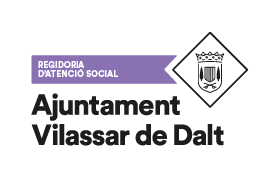 REGIDORIA
D'ATENCIÓ SOCIAL
Ajuntament
Vilassar de Dalt